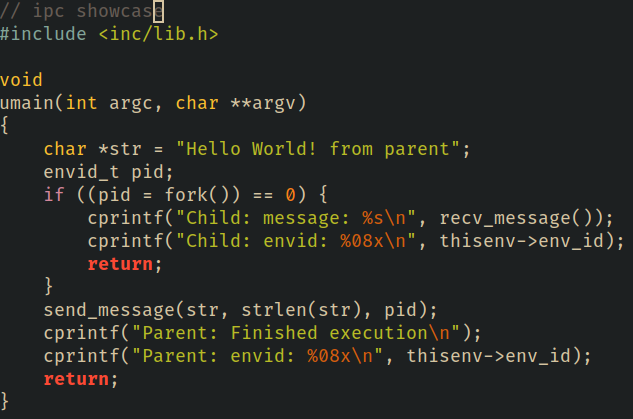 // ipc showcase
#include <inc/lib.h>
void
umain(int argc, char **argv)
{
    char *str = "Hello World! from parent";
    envid_t pid;
    if ((pid = fork()) == 0) {
        cprintf("Child: message: %s\n", recv_message());
        cprintf("Child: envid: %08x\n", thisenv->env_id);
        return;
    }
    send_message(str, strlen(str), pid);
    cprintf("Parent: Finished execution\n");
    cprintf("Parent: envid: %08x\n", thisenv->env_id);
    return;
}